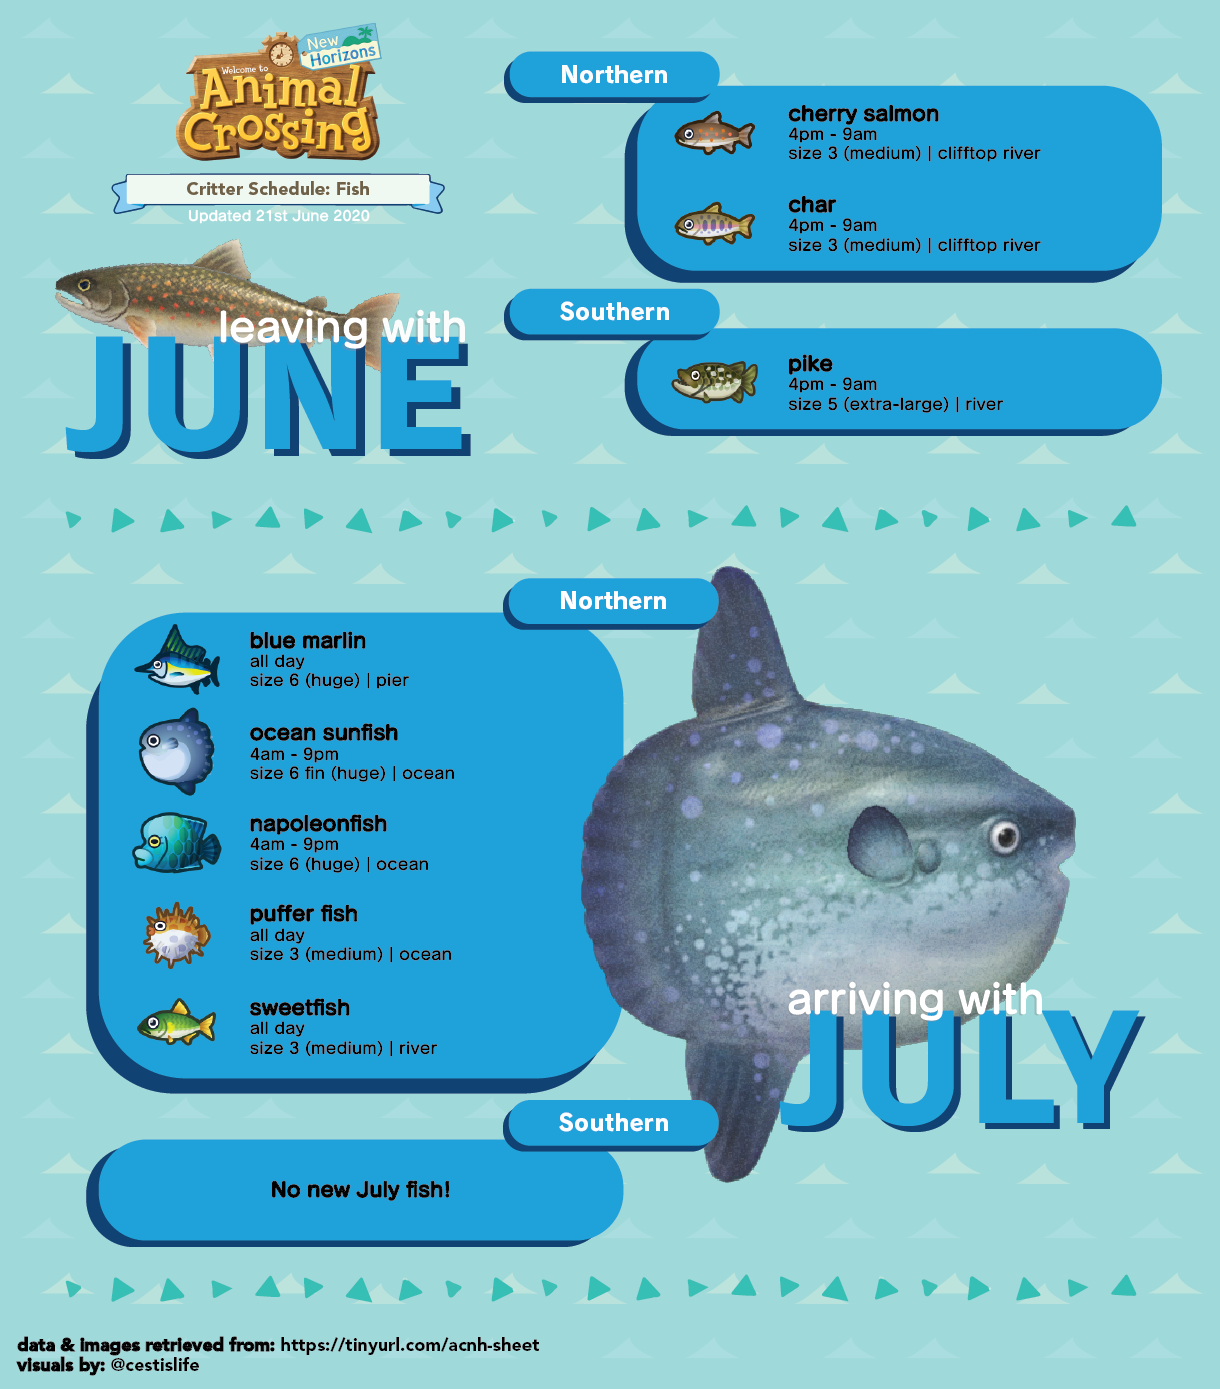 New
Horizons
Welcome to
Animal
Crossing
Critter Schedule: Fish
Updated 21st June 2020
leaving with
JUNE
Northern
cherry salmon
4pm - 9am
size 3 (medium) | clifftop river
char
4pm - 9am
size 3 (medium) | clifftop river
Southern
pike
4pm - 9am
size 5 (extra-large) | river
Northern
blue marlin
all day
size 6 (huge) | pier
ocean sunfish
4am - 9pm
size 6 fin (huge) | ocean
napoleonfish
4am - 9pm
size 6 (huge) | ocean
puffer fish
all day
size 3 (medium) | ocean
sweetfish
all day
size 3 (medium) | river
arriving with
JULY
Southern
No new July fish!
data & images retrieved from: https://tinyurl.com/acnh-sheet
visuals by: @cestislife